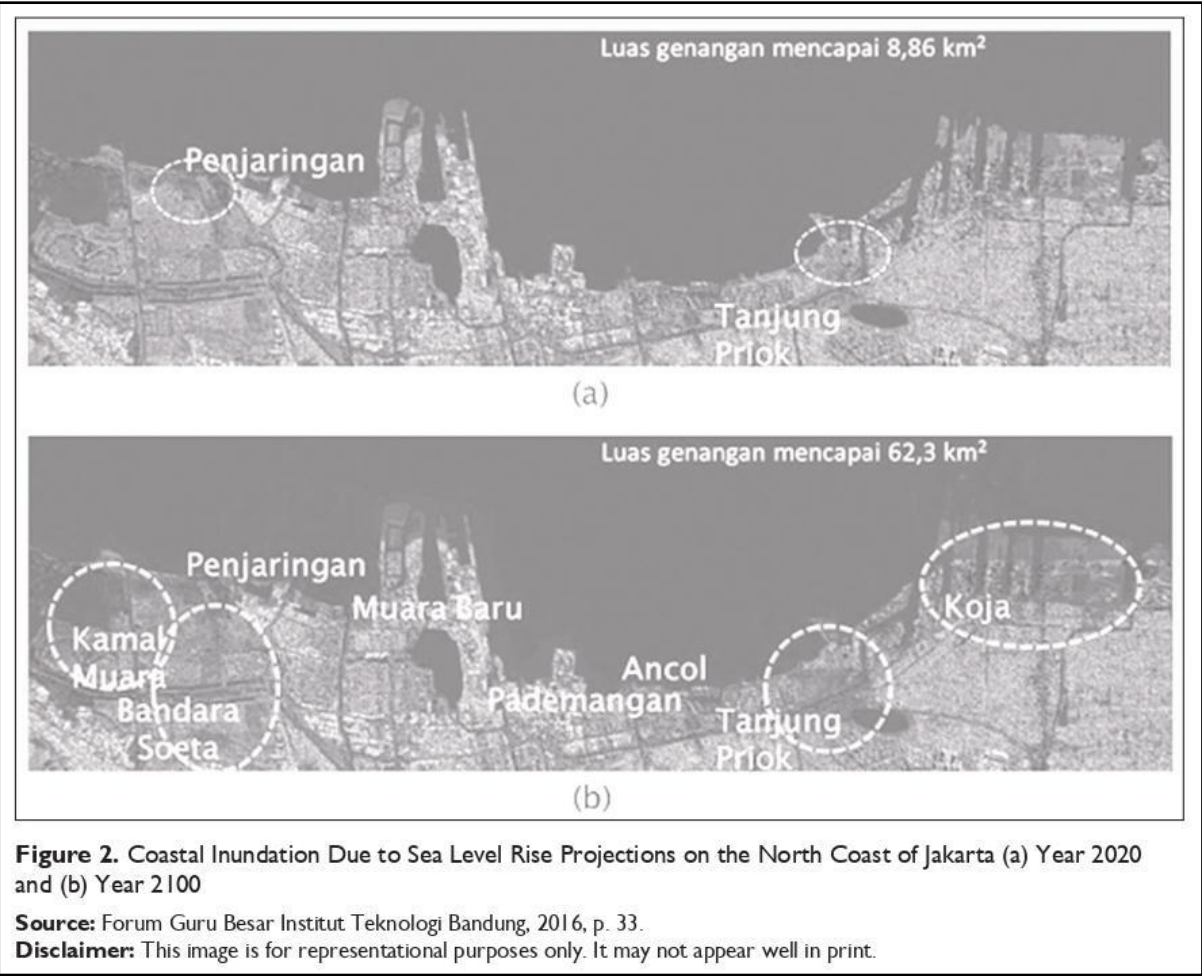 Luas genangan mencapai 8,86 km²
Penjaringan
Tanjung
Priok
(a)
Luas genangan mencapai 62,3 km²
Penjaringan
Muara Baru
Koja
Kamal
Muara
Ancol
Pademangan
Bandara
Soeta
Tanjung
Priok
(b)
Figure 2. Coastal Inundation Due to Sea Level Rise Projections on the North Coast of Jakarta (a) Year 2020
and (b) Year 2100
Source: Forum Guru Besar Institut Teknologi Bandung, 2016, p. 33.
Disclaimer: This image is for representational purposes only. It may not appear well in print.